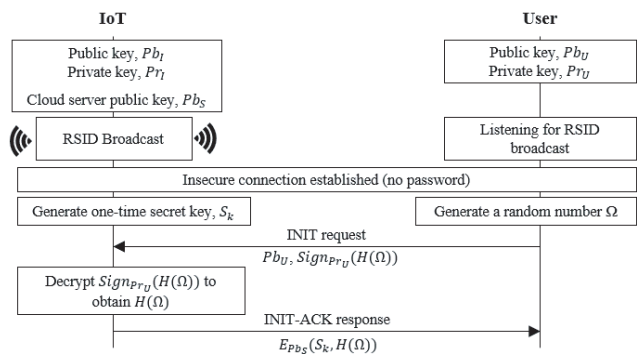 IoT
User
Public key, Pb_I
Private key, Pr_I
Cloud server public key, Pb_S
Public key, Pb_U
Private key, Pr_U
RSID Broadcast
Listening for RSID
broadcast
Insecure connection established (no password)
Generate one-time secret key, S_k
Generate a random number Ω
INIT request
Pb_U, Sign_{Pr_U}(H(Ω))
Decrypt Sign_{Pr_U}(H(Ω)) to
obtain H(Ω)
INIT-ACK response
E_{Pb_S}(S_k, H(Ω))